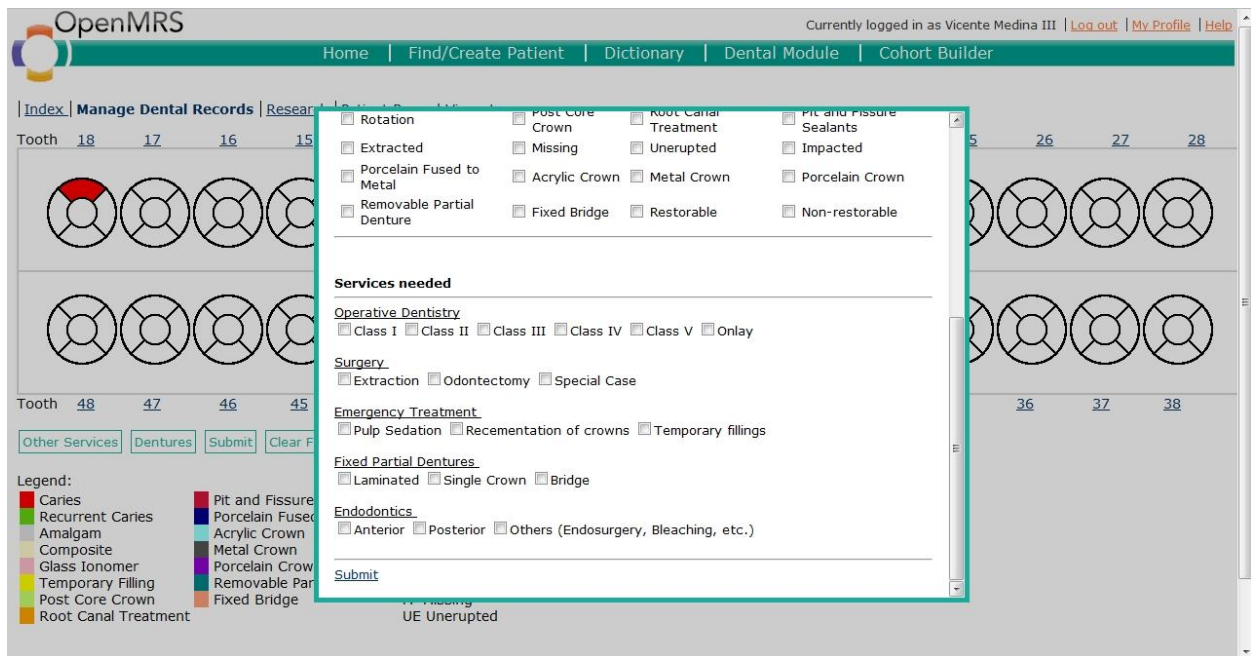 OpenMRS
Currently logged in as Vicente Medina III | Log out | My Profile | Help
Home | Find/Create Patient | Dictionary | Dental Module | Cohort Builder
|Index | Manage Dental Records | Resear
Tooth 18 17 16 15
26 27 28
Rotation Post Core Crown Root Canal Treatment Pit and Fissure Sealants
Extracted Missing Unerupted Impacted
Porcelain Fused to Metal Acrylic Crown Metal Crown Porcelain Crown
Removable Partial Denture Fixed Bridge Restorable Non-restorable
Services needed
Operative Dentistry
Class I Class II Class III Class IV Class V Onlay
Surgery
Extraction Odontectomy Special Case
Emergency Treatment
Pulp Sedation Recementation of crowns Temporary fillings
Fixed Partial Dentures
Laminated Single Crown Bridge
Endodontics
Anterior Posterior Others (Endosurgery, Bleaching, etc.)
Submit
Tooth 48 47 46 45
36 37 38
Other Services Dentures Submit Clear F
Legend:
Caries Pit and Fissure
Recurrent Caries Porcelain Fused
Amalgam Acrylic Crown
Composite Metal Crown
Glass Ionomer Porcelain Crow
Temporary Filling Removable Par
Post Core Crown Fixed Bridge
Root Canal Treatment UE Unerupted